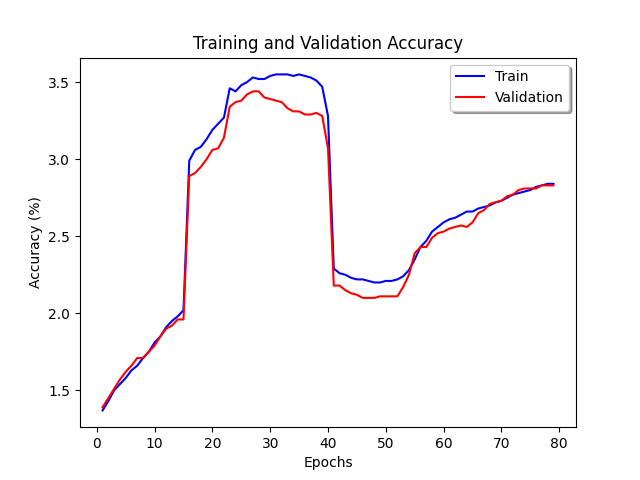 Training and Validation Accuracy
Train
Validation
Accuracy (%)
3.5
3.0
2.5
2.0
1.5
0 10 20 30 40 50 60 70 80
Epochs